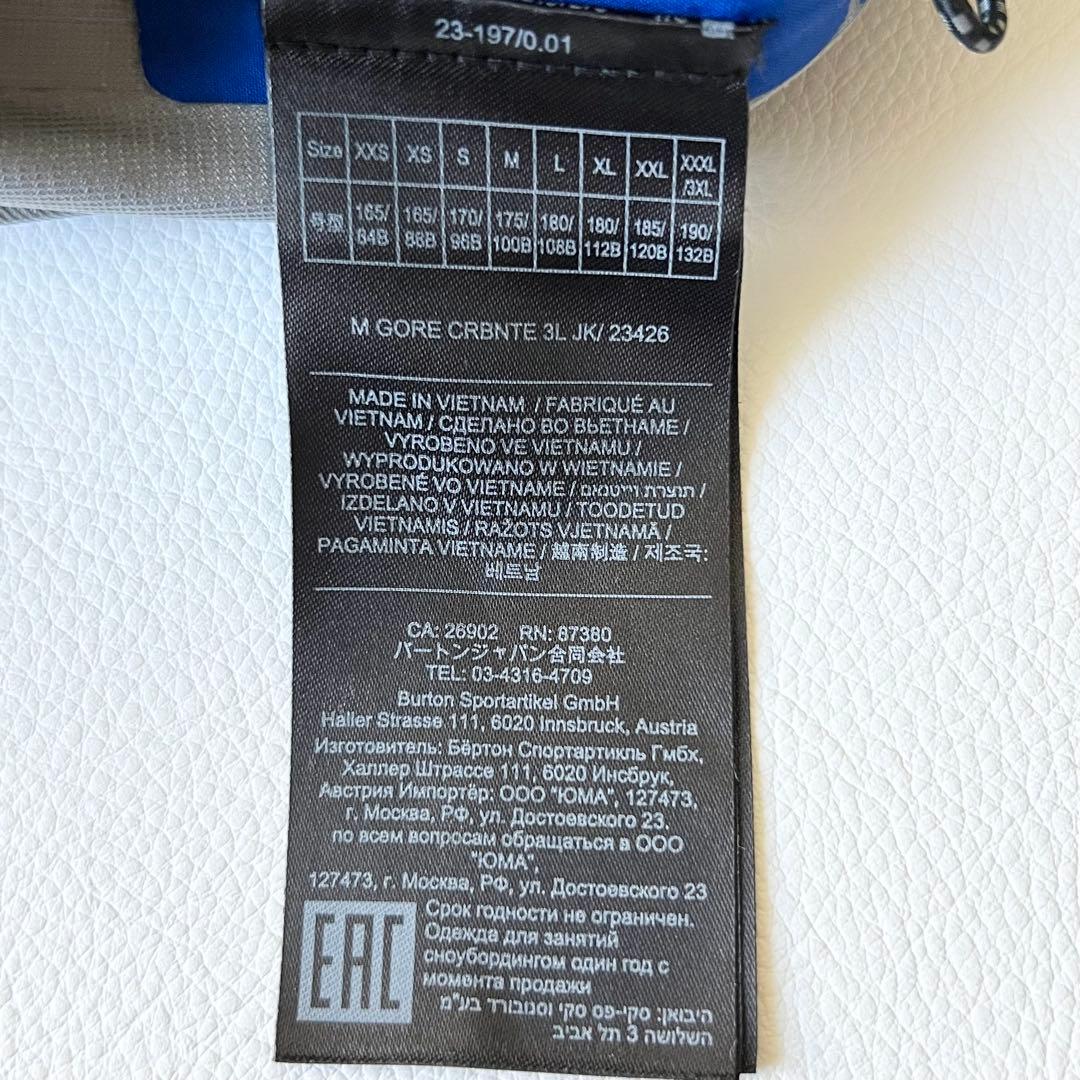 23-197/0.01
Size XXS XS S M L XL XXL XXXL/3XL
号型 165/84B 165/88B 170/96B 175/100B 180/108B 180/112B 185/120B 190/132B
M GORE CRBNTE 3L JK/ 23426
MADE IN VIETNAM / FABRIQUÉ AU
VIETNAM / СДЕЛАНО ВО ВЬЕТНАМЕ /
VYROBENO VE VIETNAMU /
WYPRODUKOWANO W WIETNAMIE /
VYROBENÉ VO VIETNAME / תוצרת וייטנאם /
IZDELANO V VIETNAMU / TOODETUD
VIETNAMIS / RAŽOTS VJETNAMĀ /
PAGAMINTA VIETNAME / 越南制造 / 제조국:
베트남
CA: 26902 RN: 87380
バートンジャパン合同会社
TEL: 03-4316-4709
Burton Sportartikel GmbH
Haller Strasse 111, 6020 Innsbruck, Austria
Изготовитель: Бёртон Спортартикль Гмбх,
Халлер Штрассе 111, 6020 Инсбрук,
Австрия Импортёр: ООО "ЮМА", 127473,
г. Москва, РФ, ул. Достоевского 23,
по всем вопросам обращаться в ООО
"ЮМА",
127473, г. Москва, РФ, ул. Достоевского 23
EAC
Срок годности не ограничен.
Одежда для занятий
сноубордингом один год с
момента продажи
היבואן: סקי-פס סקי וסנובורד בע"מ
השלושה 3 תל אביב